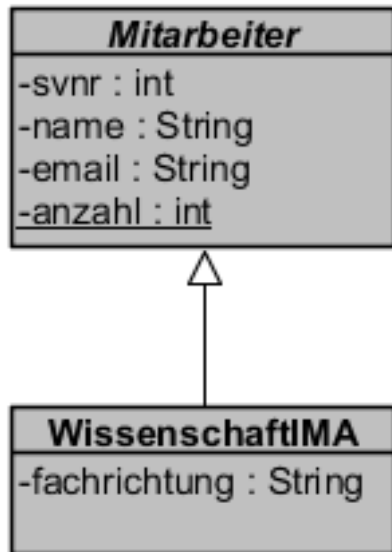 Mitarbeiter
-svnr : int
-name : String
-email : String
-anzahl : int
WissenschaftlMA
-fachrichtung : String